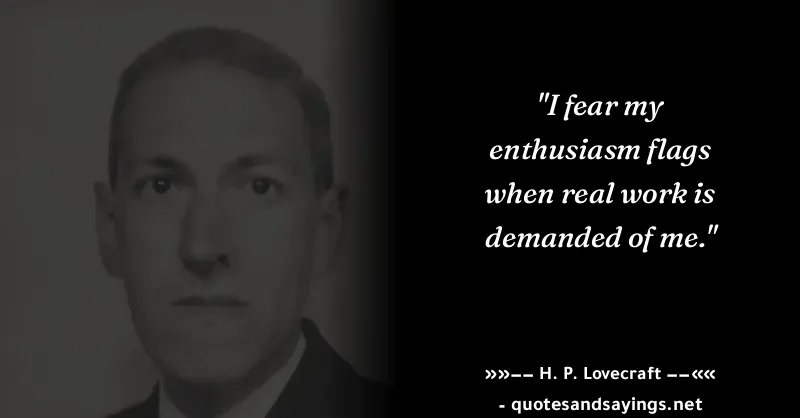 "I fear my
enthusiasm flags
when real work is
demanded of me."
»»–– H. P. Lovecraft ––««
- quotesandsayings.net